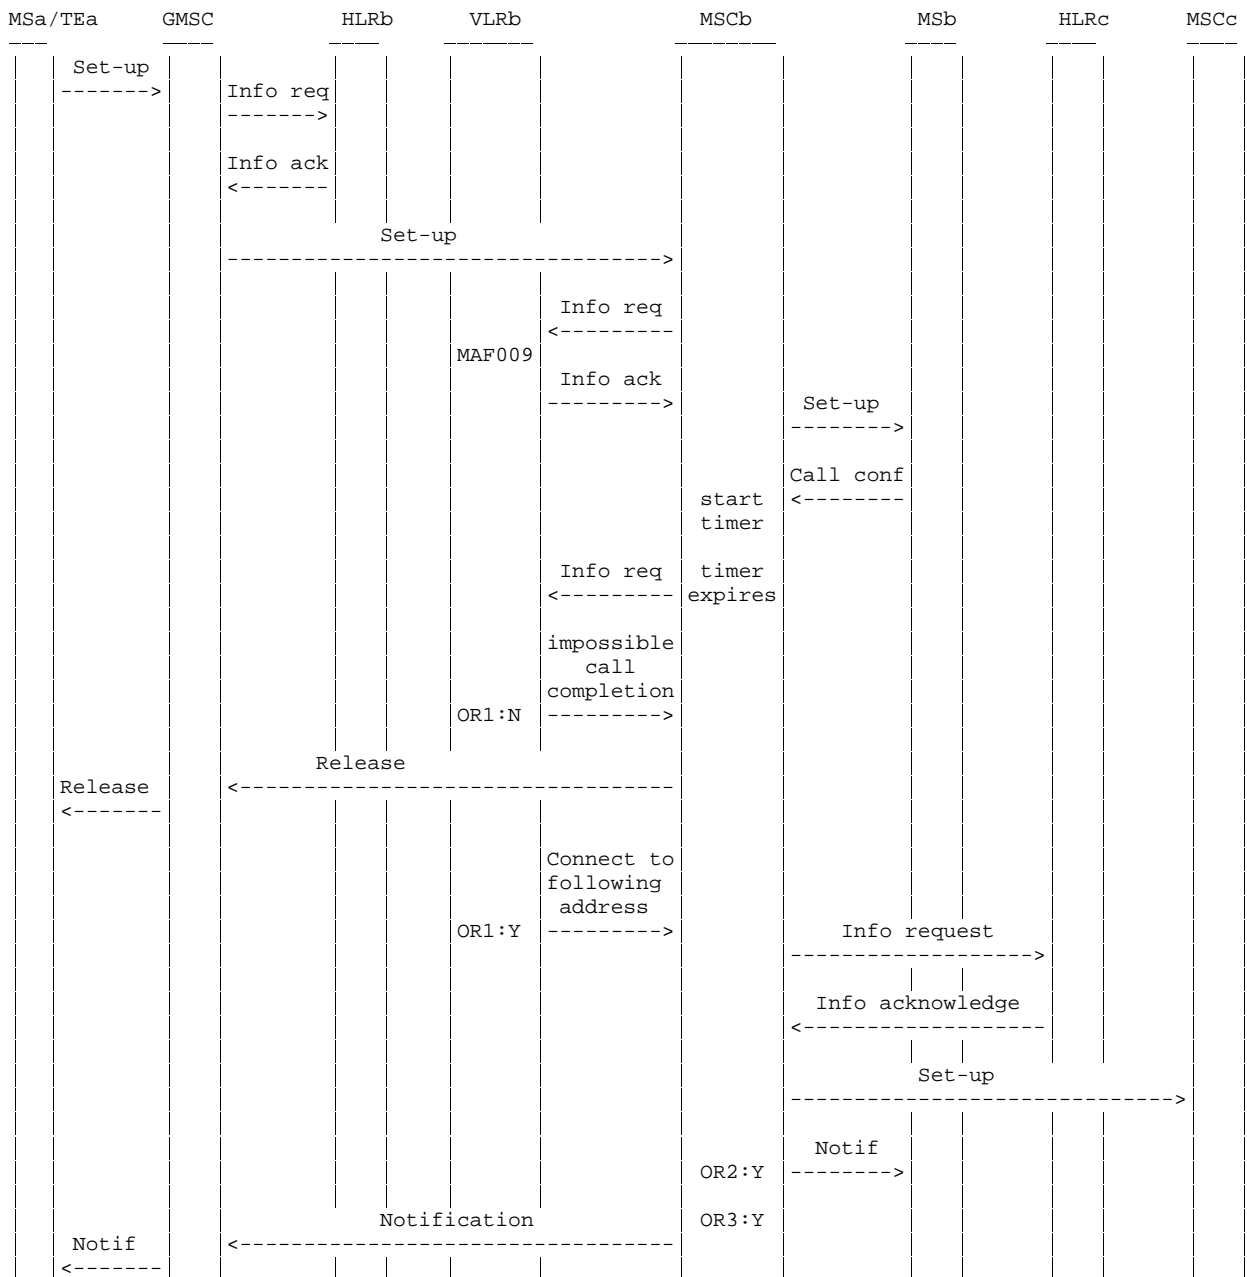 MSa/TEa GMSC HLRb VLRb MSCb MSb HLRc MSCc
Set-up
-------> Info req
------->
Info ack
<-------
Set-up
---------------------------------->
Info req
<---------
MAF009
Info ack
---------> Set-up
-------->
Call conf
start <--------
timer
Info req timer
<--------- expires
impossible
call
completion
OR1:N --------->
Release
Release <----------------------------------
<-------
Connect to
following
address
OR1:Y ---------> Info request
------------------->
Info acknowledge
<-------------------
Set-up
------------------------------>
Notif
OR2:Y -------->
Notification OR3:Y
Notif <----------------------------------
<-------